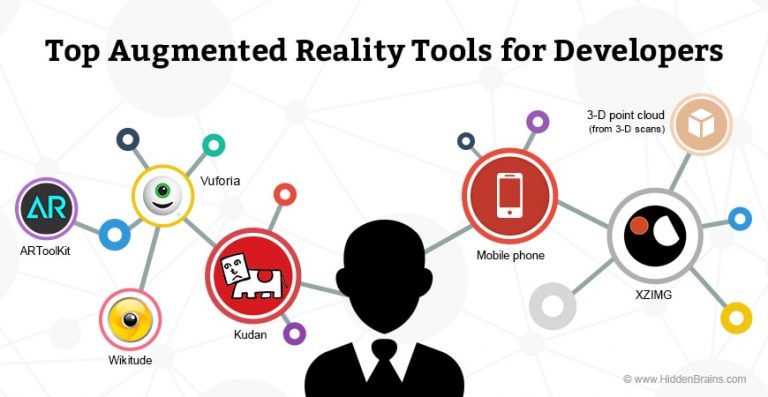 Top Augmented Reality Tools for Developers
3-D point cloud
(from 3-D scans)
Vuforia
AR
ARToolKit
Mobile phone
XZIMG
Kudan
Wikitude
© www.HiddenBrains.com